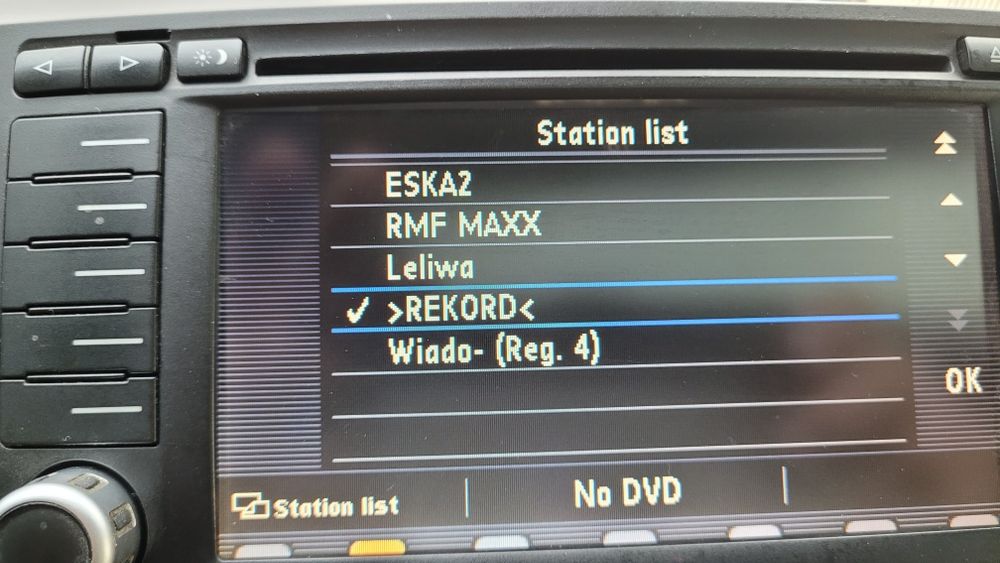 Station list
ESKA2
RMF MAXX
Leliwa
>REKORD<
Wiado- (Reg. 4)
OK
Station list
No DVD